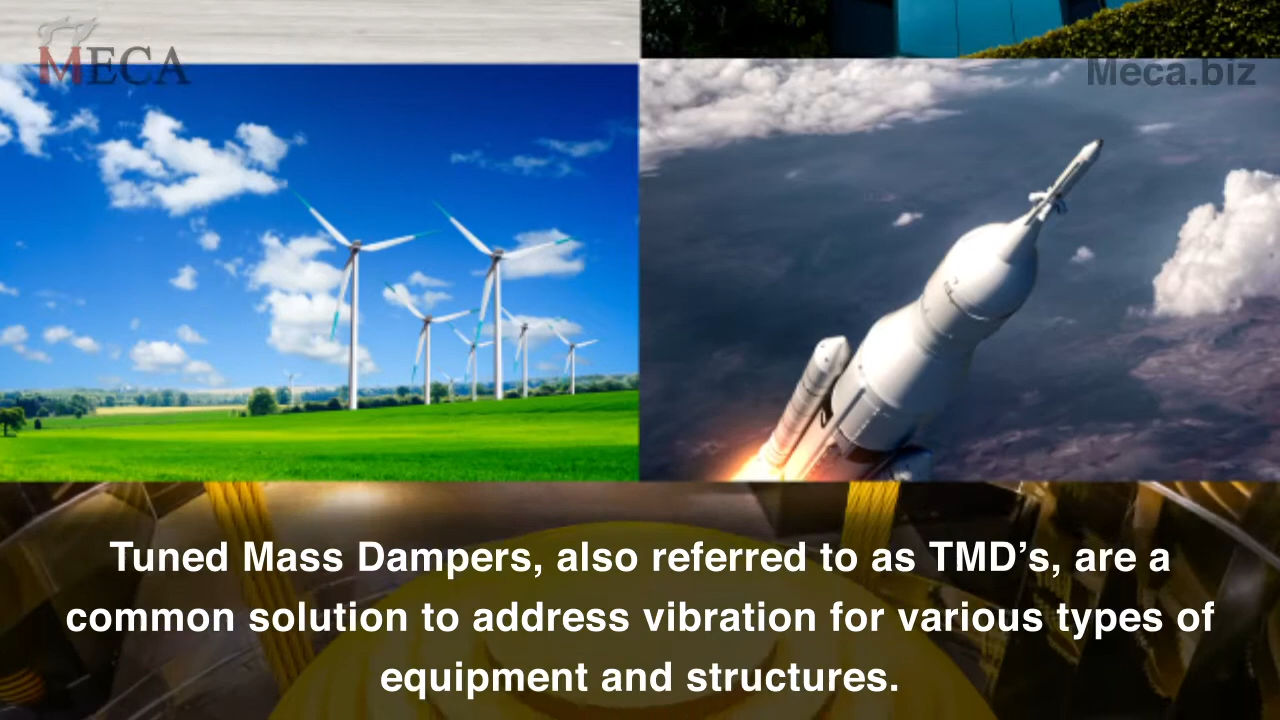 MECA
Meca.biz
Tuned Mass Dampers, also referred to as TMD’s, are a
common solution to address vibration for various types of
equipment and structures.